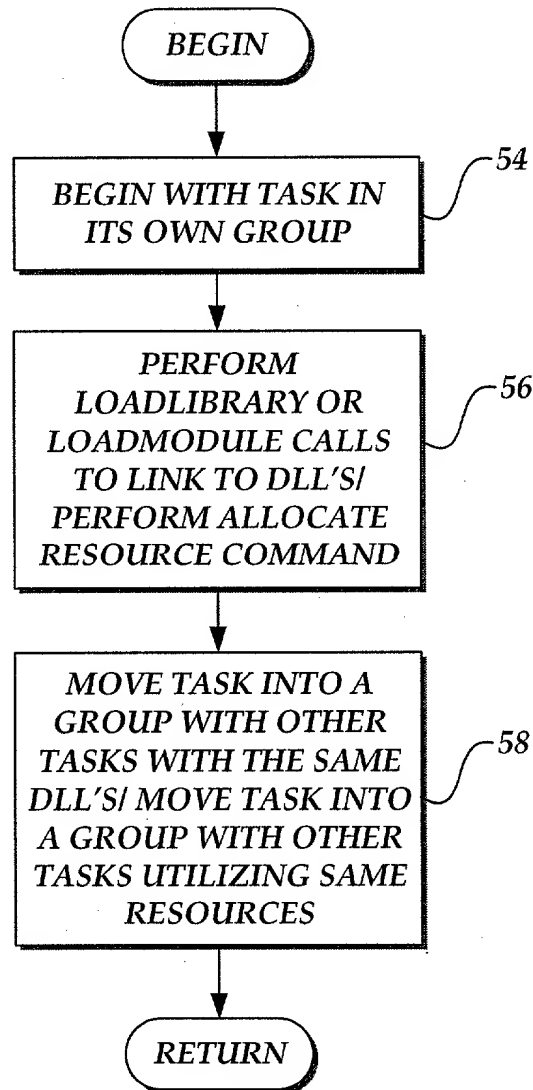 BEGIN
54
BEGIN WITH TASK IN
ITS OWN GROUP
56
PERFORM
LOADLIBRARY OR
LOADMODULE CALLS
TO LINK TO DLL'S/
PERFORM ALLOCATE
RESOURCE COMMAND
58
MOVE TASK INTO A
GROUP WITH OTHER
TASKS WITH THE SAME
DLL'S/ MOVE TASK INTO
A GROUP WITH OTHER
TASKS UTILIZING SAME
RESOURCES
RETURN